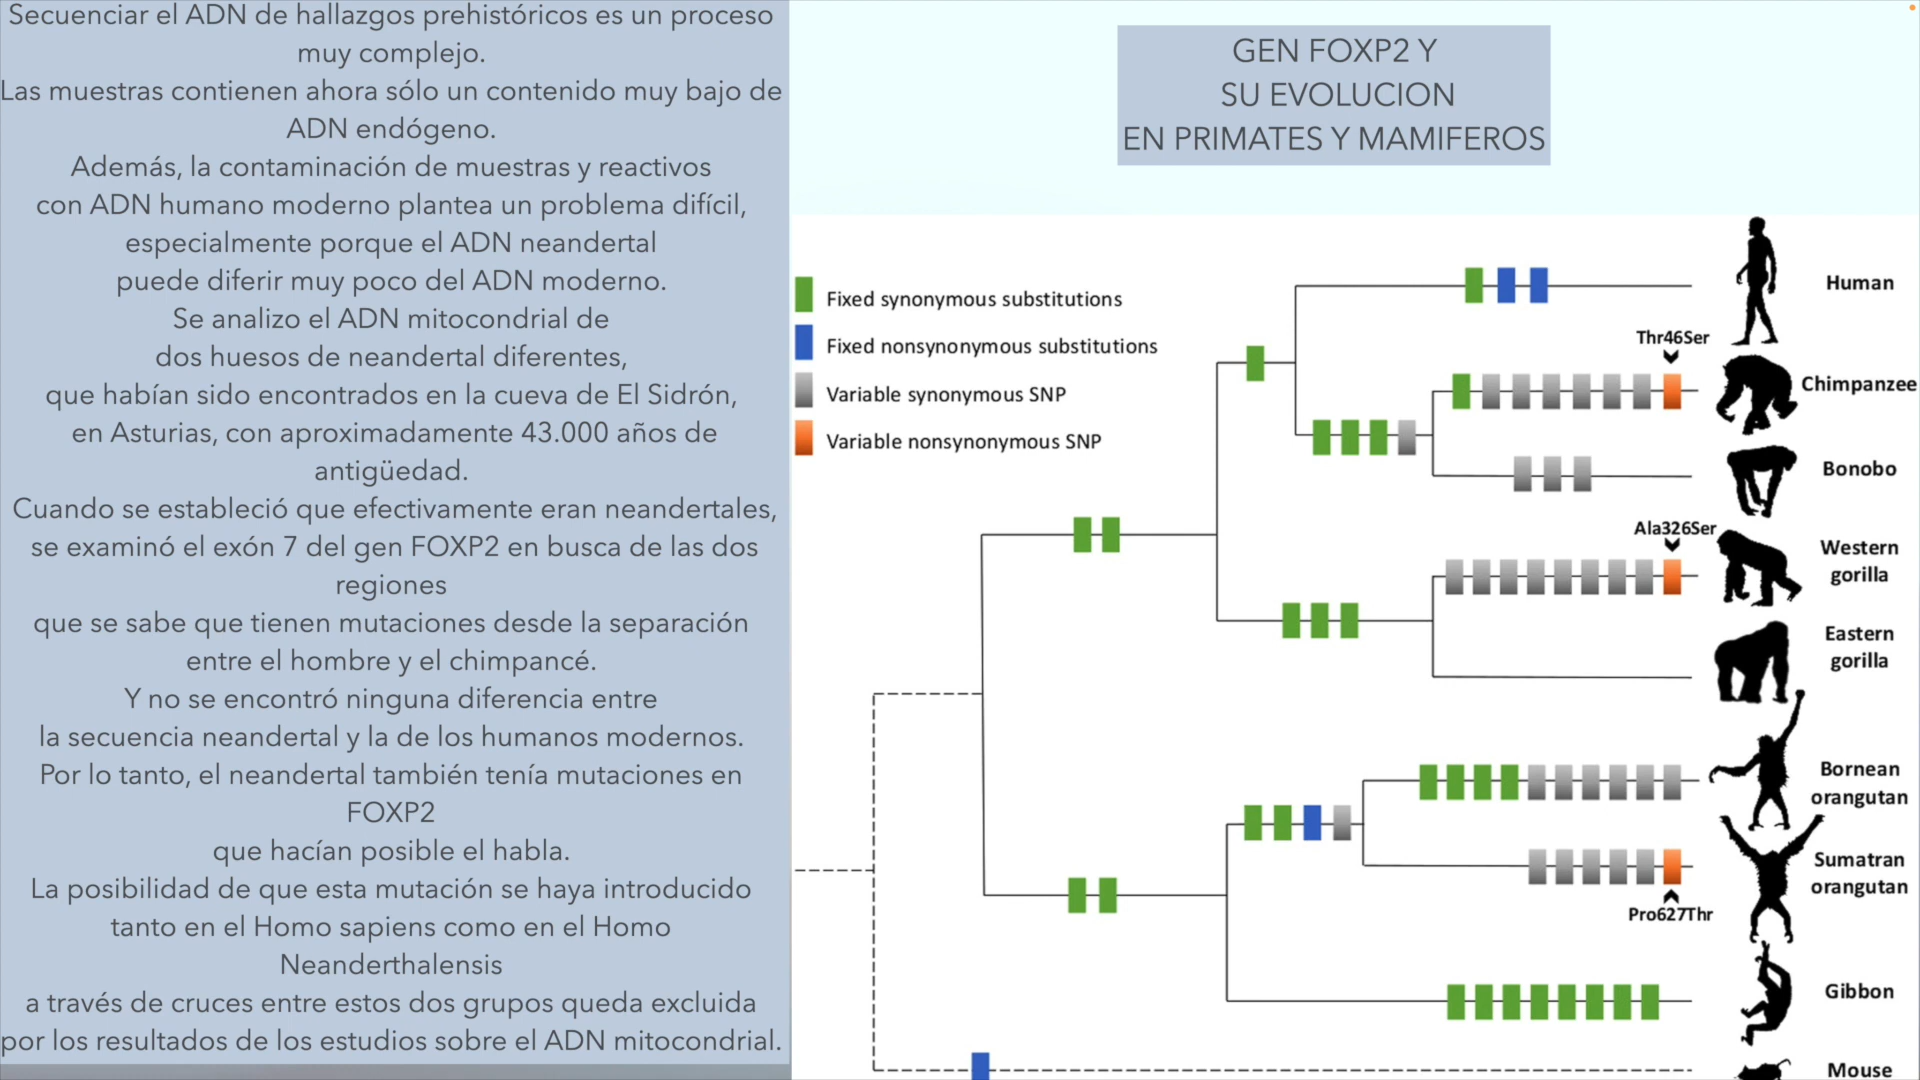 Secuenciar el ADN de hallazgos prehistóricos es un proceso
muy complejo.
Las muestras contienen ahora sólo un contenido muy bajo de
ADN endógeno.
Además, la contaminación de muestras y reactivos
con ADN humano moderno plantea un problema difícil,
especialmente porque el ADN neandertal
puede diferir muy poco del ADN moderno.
Se analizo el ADN mitocondrial de
dos huesos de neandertal diferentes,
que habían sido encontrados en la cueva de El Sidrón,
en Asturias, con aproximadamente 43.000 años de
antigüedad.
Cuando se estableció que efectivamente eran neandertales,
se examinó el exón 7 del gen FOXP2 en busca de las dos
regiones
que se sabe que tienen mutaciones desde la separación
entre el hombre y el chimpancé.
Y no se encontró ninguna diferencia entre
la secuencia neandertal y la de los humanos modernos.
Por lo tanto, el neandertal también tenía mutaciones en
FOXP2
que hacían posible el habla.
La posibilidad de que esta mutación se haya introducido
tanto en el Homo sapiens como en el Homo
Neanderthalensis
a través de cruces entre estos dos grupos queda excluida
por los resultados de los estudios sobre el ADN mitocondrial.
GEN FOXP2 Y
SU EVOLUCION
EN PRIMATES Y MAMIFEROS
Fixed synonymous substitutions
Fixed nonsynonymous substitutions
Variable synonymous SNP
Variable nonsynonymous SNP
Human
Thr46Ser
Chimpanzee
Bonobo
Ala326Ser
Western
gorilla
Eastern
gorilla
Bornean
orangutan
Sumatran
orangutan
Pro627Thr
Gibbon
Mouse